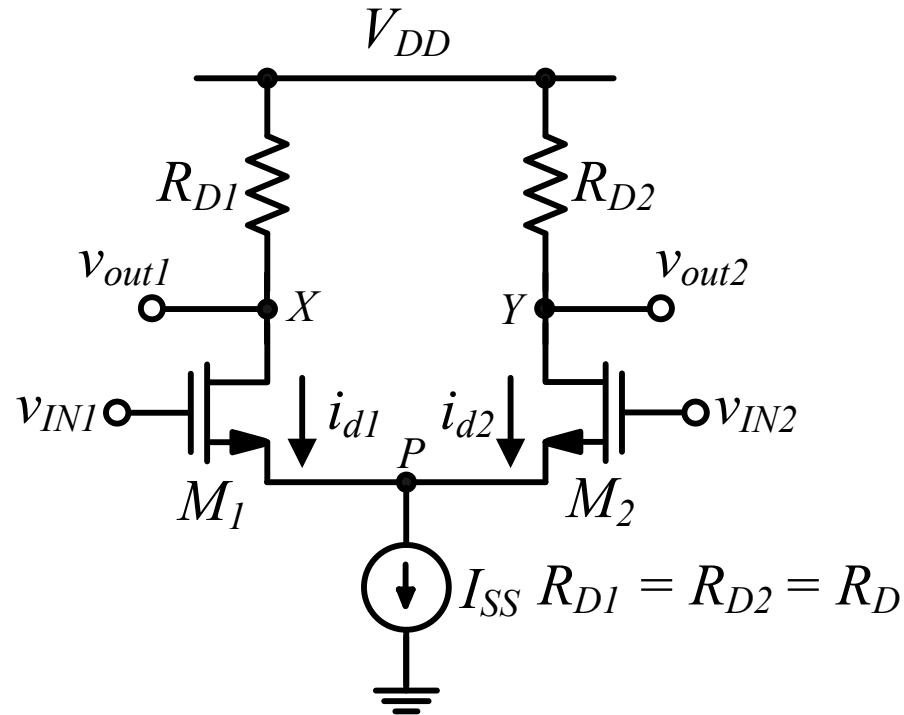 V_DD
R_D1 R_D2
v_out1 v_out2
X Y
v_IN1 i_d1 i_d2 v_IN2
P
M_1 M_2
I_SS R_D1 = R_D2 = R_D